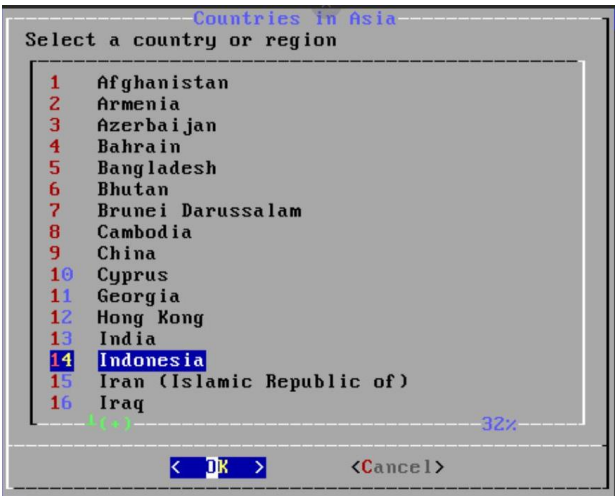 Countries in Asia
Select a country or region
1 Afghanistan
2 Armenia
3 Azerbaijan
4 Bahrain
5 Bangladesh
6 Bhutan
7 Brunei Darussalam
8 Cambodia
9 China
10 Cyprus
11 Georgia
12 Hong Kong
13 India
14 Indonesia
15 Iran (Islamic Republic of)
16 Iraq
(+) 32%
< OK > <Cancel>